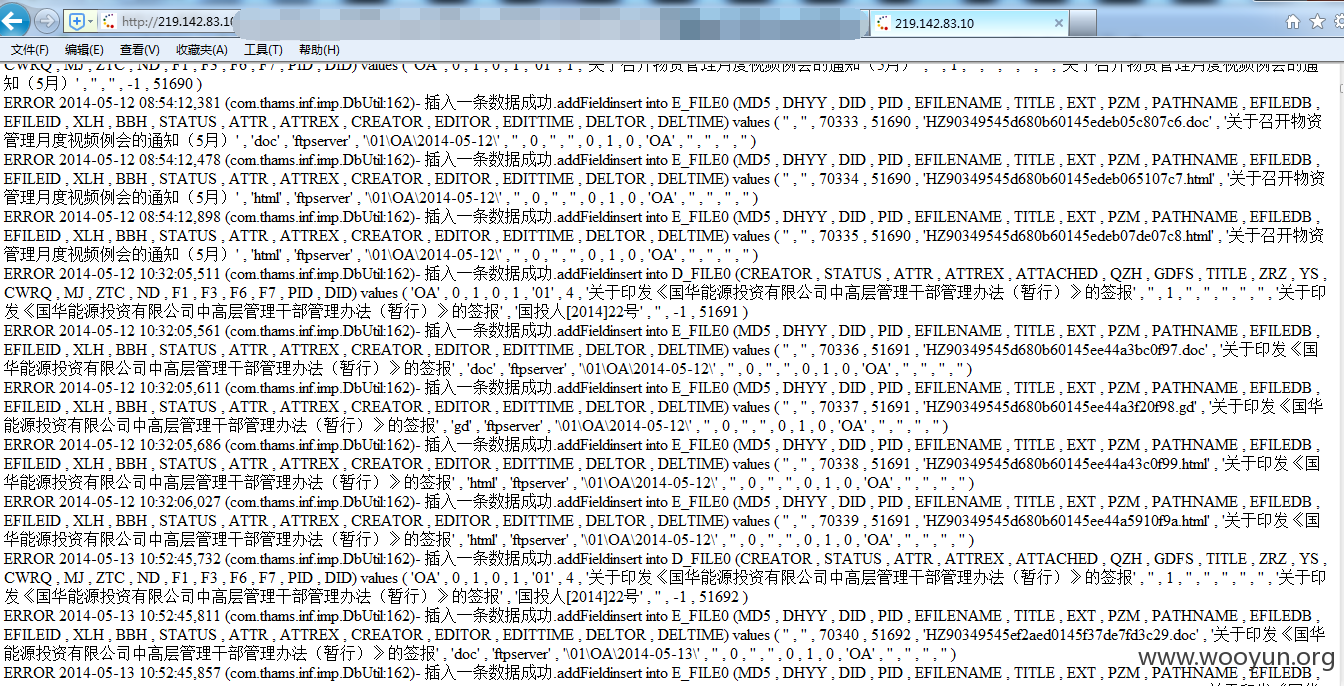 http://219.142.83.10
219.142.83.10
文件(F) 编辑(E) 查看(V) 收藏夹(A) 工具(T) 帮助(H)
CWRQ , MJ , ZTC , ND , F1 , F3 , F6 , F7 , PID , DID) values ( 'OA' , 0 , 1 , 0 , 1 , '01' , 1 , '关于召开物资管理月度视频例会的通知（5月）' , '' , 1 , '' , '' , '' , '' , '' , '关于召开物资管理月度视频例会的通
知（5月）' , '' , '' , -1 , 51690 )
ERROR 2014-05-12 08:54:12,381 (com.thams.inf.imp.DbUtil:162)- 插入一条数据成功.addFieldinsert into E_FILE0 (MD5 , DHYY , DID , PID , EFILENAME , TITLE , EXT , PZM , PATHNAME , EFILEDB ,
EFILEID , XLH , BBH , STATUS , ATTR , ATTREX , CREATOR , EDITOR , EDITTIME , DELTOR , DELTIME) values ( '' , '' , 70333 , 51690 , 'HZ90349545d680b60145edeb05c807c6.doc' , '关于召开物资
管理月度视频例会的通知（5月）' , 'doc' , 'ftpserver' , '\01\OA\2014-05-12\' , '' , 0 , '' , '' , 0 , 1 , 0 , 'OA' , '' , '' , '' , '' )
ERROR 2014-05-12 08:54:12,478 (com.thams.inf.imp.DbUtil:162)- 插入一条数据成功.addFieldinsert into E_FILE0 (MD5 , DHYY , DID , PID , EFILENAME , TITLE , EXT , PZM , PATHNAME , EFILEDB ,
EFILEID , XLH , BBH , STATUS , ATTR , ATTREX , CREATOR , EDITOR , EDITTIME , DELTOR , DELTIME) values ( '' , '' , 70334 , 51690 , 'HZ90349545d680b60145edeb065107c7.html' , '关于召开物资
管理月度视频例会的通知（5月）' , 'html' , 'ftpserver' , '\01\OA\2014-05-12\' , '' , 0 , '' , '' , 0 , 1 , 0 , 'OA' , '' , '' , '' , '' )
ERROR 2014-05-12 08:54:12,898 (com.thams.inf.imp.DbUtil:162)- 插入一条数据成功.addFieldinsert into E_FILE0 (MD5 , DHYY , DID , PID , EFILENAME , TITLE , EXT , PZM , PATHNAME , EFILEDB ,
EFILEID , XLH , BBH , STATUS , ATTR , ATTREX , CREATOR , EDITOR , EDITTIME , DELTOR , DELTIME) values ( '' , '' , 70335 , 51690 , 'HZ90349545d680b60145edeb07de07c8.html' , '关于召开物资
管理月度视频例会的通知（5月）' , 'html' , 'ftpserver' , '\01\OA\2014-05-12\' , '' , 0 , '' , '' , 0 , 1 , 0 , 'OA' , '' , '' , '' , '' )
ERROR 2014-05-12 10:32:05,511 (com.thams.inf.imp.DbUtil:162)- 插入一条数据成功.addFieldinsert into D_FILE0 (CREATOR , STATUS , ATTR , ATTREX , ATTACHED , QZH , GDFS , TITLE , ZRZ , YS ,
CWRQ , MJ , ZTC , ND , F1 , F3 , F6 , F7 , PID , DID) values ( 'OA' , 0 , 1 , 0 , 1 , '01' , 4 , '关于印发《国华能源投资有限公司中高层管理干部管理办法（暂行）》的签报' , '' , 1 , '' , '' , '' , '' , '' , '关于印
发《国华能源投资有限公司中高层管理干部管理办法（暂行）》的签报' , '国投人[2014]22号' , '' , -1 , 51691 )
ERROR 2014-05-12 10:32:05,561 (com.thams.inf.imp.DbUtil:162)- 插入一条数据成功.addFieldinsert into E_FILE0 (MD5 , DHYY , DID , PID , EFILENAME , TITLE , EXT , PZM , PATHNAME , EFILEDB ,
EFILEID , XLH , BBH , STATUS , ATTR , ATTREX , CREATOR , EDITOR , EDITTIME , DELTOR , DELTIME) values ( '' , '' , 70336 , 51691 , 'HZ90349545d680b60145ee44a3bc0f97.doc' , '关于印发《国
华能源投资有限公司中高层管理干部管理办法（暂行）》的签报' , 'doc' , 'ftpserver' , '\01\OA\2014-05-12\' , '' , 0 , '' , '' , 0 , 1 , 0 , 'OA' , '' , '' , '' , '' )
ERROR 2014-05-12 10:32:05,611 (com.thams.inf.imp.DbUtil:162)- 插入一条数据成功.addFieldinsert into E_FILE0 (MD5 , DHYY , DID , PID , EFILENAME , TITLE , EXT , PZM , PATHNAME , EFILEDB ,
EFILEID , XLH , BBH , STATUS , ATTR , ATTREX , CREATOR , EDITOR , EDITTIME , DELTOR , DELTIME) values ( '' , '' , 70337 , 51691 , 'HZ90349545d680b60145ee44a3f20f98.gd' , '关于印发《国华
能源投资有限公司中高层管理干部管理办法（暂行）》的签报' , 'gd' , 'ftpserver' , '\01\OA\2014-05-12\' , '' , 0 , '' , '' , 0 , 1 , 0 , 'OA' , '' , '' , '' , '' )
ERROR 2014-05-12 10:32:05,686 (com.thams.inf.imp.DbUtil:162)- 插入一条数据成功.addFieldinsert into E_FILE0 (MD5 , DHYY , DID , PID , EFILENAME , TITLE , EXT , PZM , PATHNAME , EFILEDB ,
EFILEID , XLH , BBH , STATUS , ATTR , ATTREX , CREATOR , EDITOR , EDITTIME , DELTOR , DELTIME) values ( '' , '' , 70338 , 51691 , 'HZ90349545d680b60145ee44a43c0f99.html' , '关于印发《国
华能源投资有限公司中高层管理干部管理办法（暂行）》的签报' , 'html' , 'ftpserver' , '\01\OA\2014-05-12\' , '' , 0 , '' , '' , 0 , 1 , 0 , 'OA' , '' , '' , '' , '' )
ERROR 2014-05-12 10:32:06,027 (com.thams.inf.imp.DbUtil:162)- 插入一条数据成功.addFieldinsert into E_FILE0 (MD5 , DHYY , DID , PID , EFILENAME , TITLE , EXT , PZM , PATHNAME , EFILEDB ,
EFILEID , XLH , BBH , STATUS , ATTR , ATTREX , CREATOR , EDITOR , EDITTIME , DELTOR , DELTIME) values ( '' , '' , 70339 , 51691 , 'HZ90349545d680b60145ee44a5910f9a.html' , '关于印发《国
华能源投资有限公司中高层管理干部管理办法（暂行）》的签报' , 'html' , 'ftpserver' , '\01\OA\2014-05-12\' , '' , 0 , '' , '' , 0 , 1 , 0 , 'OA' , '' , '' , '' , '' )
ERROR 2014-05-13 10:52:45,732 (com.thams.inf.imp.DbUtil:162)- 插入一条数据成功.addFieldinsert into D_FILE0 (CREATOR , STATUS , ATTR , ATTREX , ATTACHED , QZH , GDFS , TITLE , ZRZ , YS ,
CWRQ , MJ , ZTC , ND , F1 , F3 , F6 , F7 , PID , DID) values ( 'OA' , 0 , 1 , 0 , 1 , '01' , 4 , '关于印发《国华能源投资有限公司中高层管理干部管理办法（暂行）》的签报' , '' , 1 , '' , '' , '' , '' , '' , '关于印
发《国华能源投资有限公司中高层管理干部管理办法（暂行）》的签报' , '国投人[2014]22号' , '' , -1 , 51692 )
ERROR 2014-05-13 10:52:45,811 (com.thams.inf.imp.DbUtil:162)- 插入一条数据成功.addFieldinsert into E_FILE0 (MD5 , DHYY , DID , PID , EFILENAME , TITLE , EXT , PZM , PATHNAME , EFILEDB ,
EFILEID , XLH , BBH , STATUS , ATTR , ATTREX , CREATOR , EDITOR , EDITTIME , DELTOR , DELTIME) values ( '' , '' , 70340 , 51692 , 'HZ90349545ef2aed0145f37de7fd3c29.doc' , '关于印发《国华
能源投资有限公司中高层管理干部管理办法（暂行）》的签报' , 'doc' , 'ftpserver' , '\01\OA\2014-05-13\' , '' , 0 , '' , '' , 0 , 1 , 0 , 'OA' , '' , '' , '' , '' )
ERROR 2014-05-13 10:52:45,857 (com.thams.inf.imp.DbUtil:162)- 插入一条数据成功.addFieldinsert into E_FILE0 (MD5 , DHYY , DID , PID , EFILENAME , TITLE , EXT , PZM , PATHNAME , EFILEDB ,
www.wooyun.org